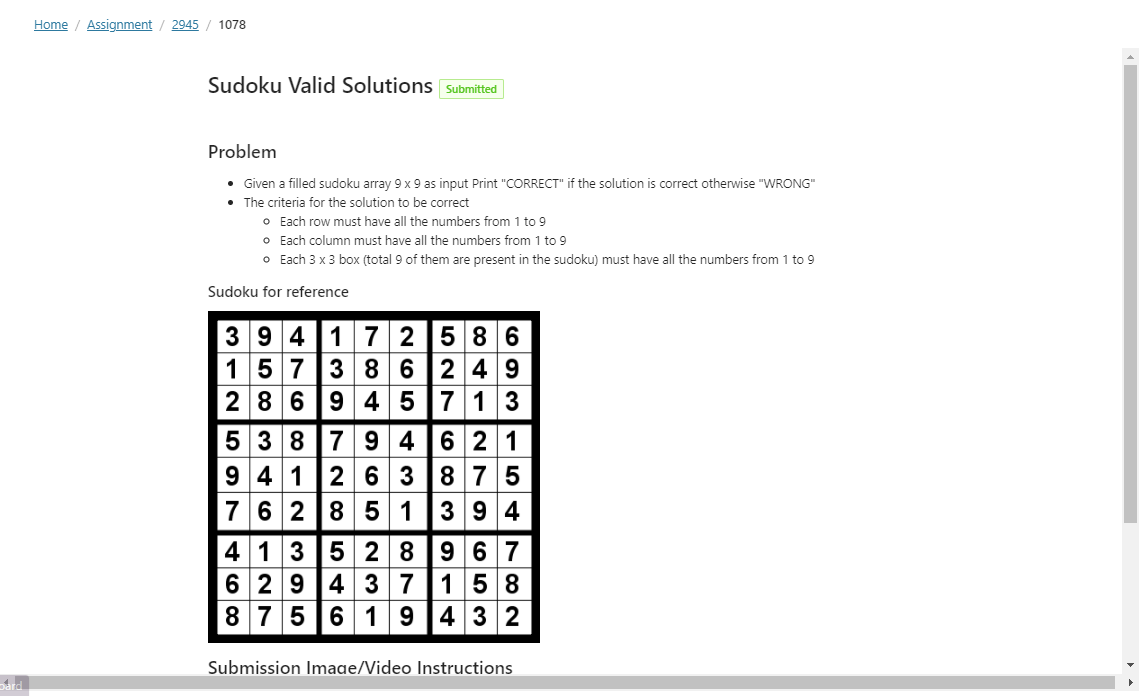 Home / Assignment / 2945 / 1078
Sudoku Valid Solutions Submitted
Problem
Given a filled sudoku array 9 x 9 as input Print "CORRECT" if the solution is correct otherwise "WRONG"
The criteria for the solution to be correct
Each row must have all the numbers from 1 to 9
Each column must have all the numbers from 1 to 9
Each 3 x 3 box (total 9 of them are present in the sudoku) must have all the numbers from 1 to 9
Sudoku for reference
3 9 4 1 7 2 5 8 6
1 5 7 3 8 6 2 4 9
2 8 6 9 4 5 7 1 3
5 3 8 7 9 4 6 2 1
9 4 1 2 6 3 8 7 5
7 6 2 8 5 1 3 9 4
4 1 3 5 2 8 9 6 7
6 2 9 4 3 7 1 5 8
8 7 5 6 1 9 4 3 2
Submission Image/Video Instructions